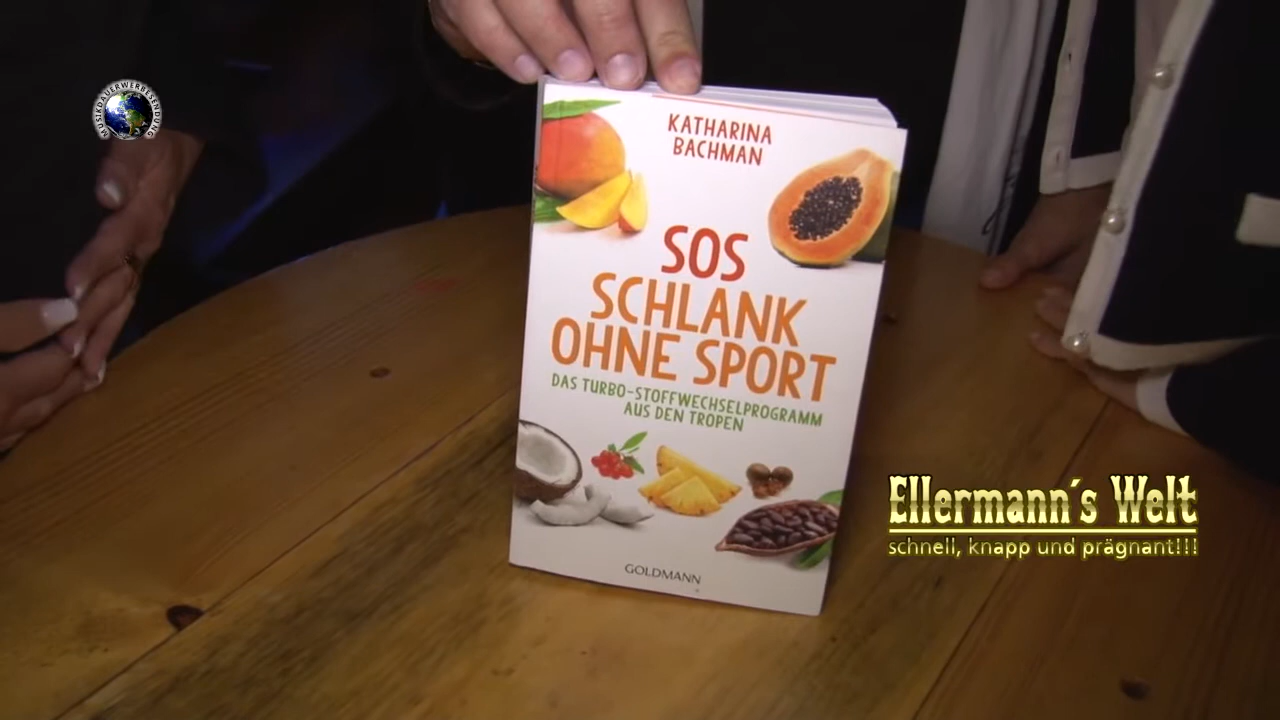 MUSIKDAUERWERBESENDUNG
KATHARINA
BACHMAN
SOS
SCHLANK
OHNE SPORT
DAS TURBO-STOFFWECHSELPROGRAMM
AUS DEN TROPEN
GOLDMANN
Ellermann´s Welt
schnell, knapp und prägnant!!!